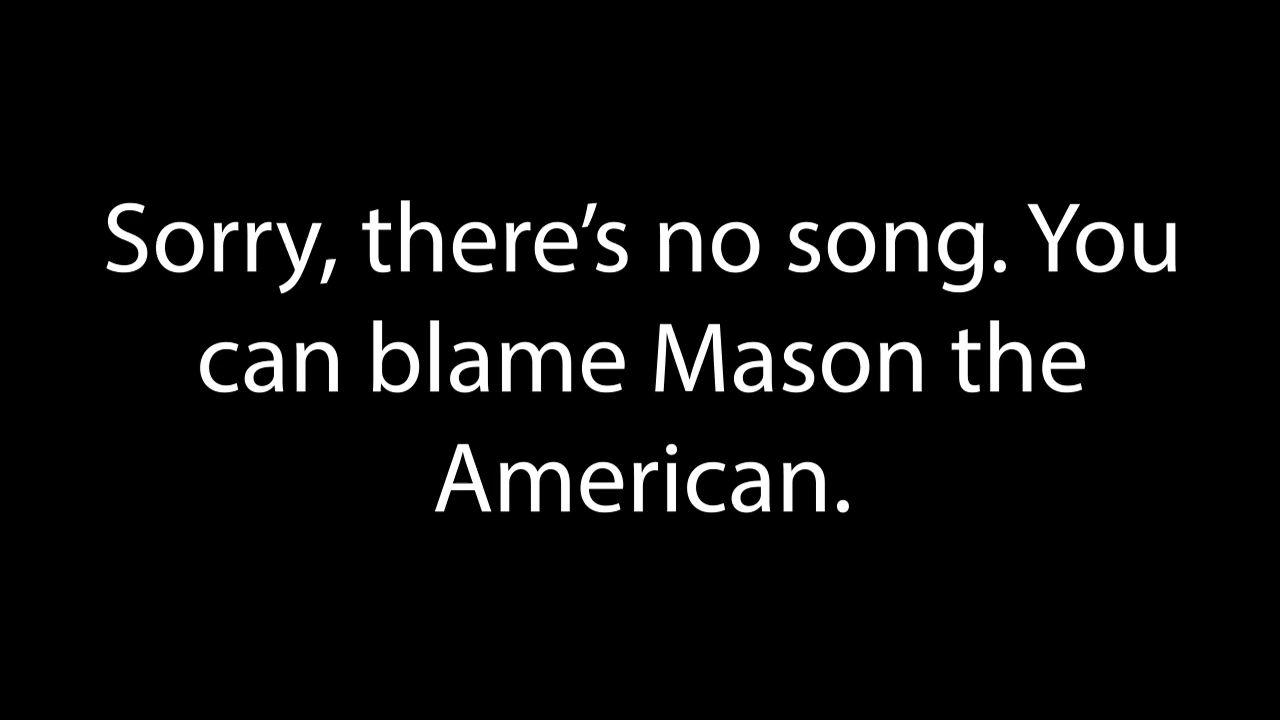 Sorry, there’s no song. You
can blame Mason the
American.